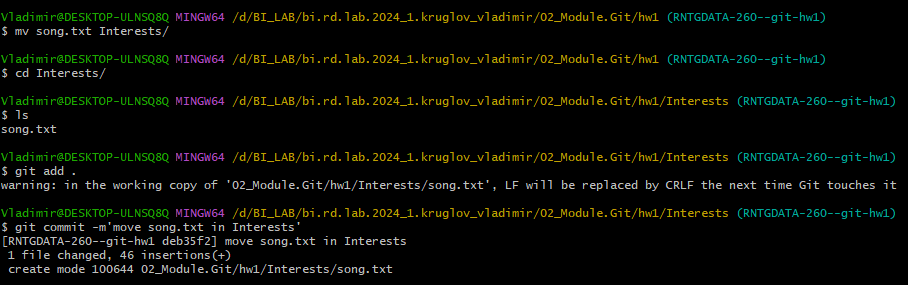 Vladimir@DESKTOP-ULNSQ8Q MINGW64 /d/BI_LAB/bi.rd.lab.2024_1.kruglov_vladimir/02_Module.Git/hw1 (RNTGDATA-260--git-hw1)
$ mv song.txt Interests/
Vladimir@DESKTOP-ULNSQ8Q MINGW64 /d/BI_LAB/bi.rd.lab.2024_1.kruglov_vladimir/02_Module.Git/hw1 (RNTGDATA-260--git-hw1)
$ cd Interests/
Vladimir@DESKTOP-ULNSQ8Q MINGW64 /d/BI_LAB/bi.rd.lab.2024_1.kruglov_vladimir/02_Module.Git/hw1/Interests (RNTGDATA-260--git-hw1)
$ ls
song.txt
Vladimir@DESKTOP-ULNSQ8Q MINGW64 /d/BI_LAB/bi.rd.lab.2024_1.kruglov_vladimir/02_Module.Git/hw1/Interests (RNTGDATA-260--git-hw1)
$ git add .
warning: in the working copy of '02_Module.Git/hw1/Interests/song.txt', LF will be replaced by CRLF the next time Git touches it
Vladimir@DESKTOP-ULNSQ8Q MINGW64 /d/BI_LAB/bi.rd.lab.2024_1.kruglov_vladimir/02_Module.Git/hw1/Interests (RNTGDATA-260--git-hw1)
$ git commit -m'move song.txt in Interests'
[RNTGDATA-260--git-hw1 deb35f2] move song.txt in Interests
 1 file changed, 46 insertions(+)
 create mode 100644 02_Module.Git/hw1/Interests/song.txt